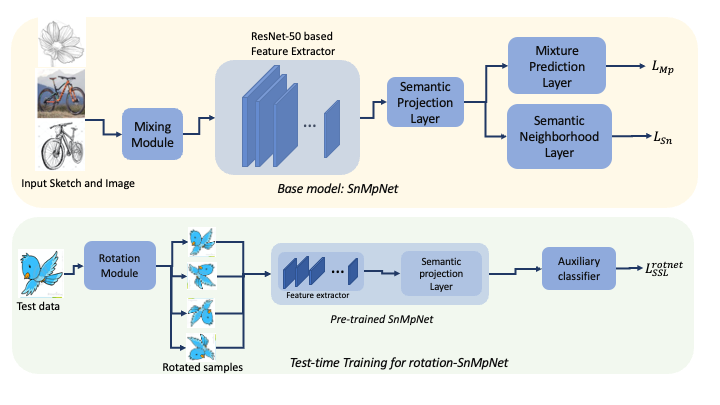 ResNet-50 based
Feature Extractor
Mixing
Module
...
Semantic
Projection
Layer
Mixture
Prediction
Layer
L_{Mp}
Semantic
Neighborhood
Layer
L_{Sn}
Input Sketch and Image
Base model: SnMpNet
Test data
Rotation
Module
Rotated samples
...
Feature extractor
Semantic
projection
Layer
Pre-trained SnMpNet
Auxiliary
classifier
L_{SSL}^{rotnet}
Test-time Training for rotation-SnMpNet